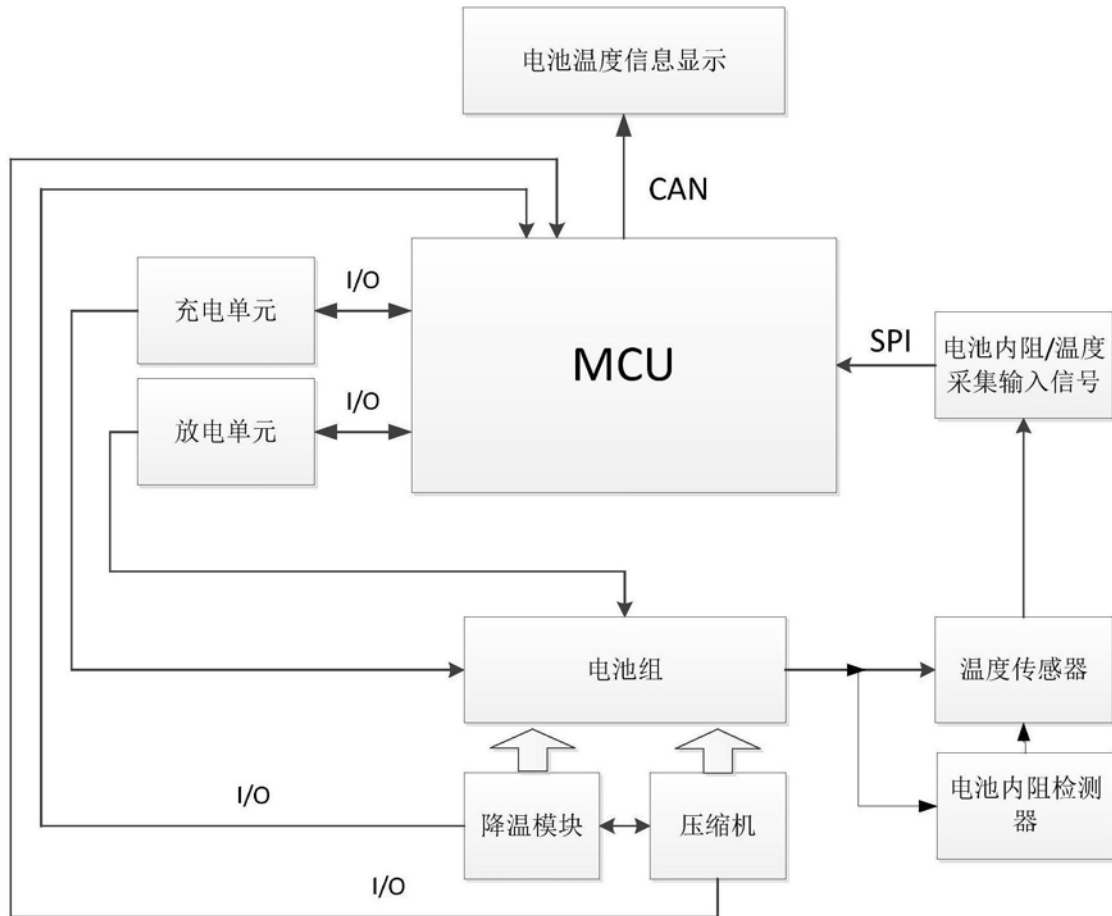 电池温度信息显示
CAN
充电单元
I/O
MCU
SPI
电池内阻/温度
采集输入信号
放电单元
I/O
电池组
温度传感器
I/O
降温模块
压缩机
电池内阻检测
器
I/O